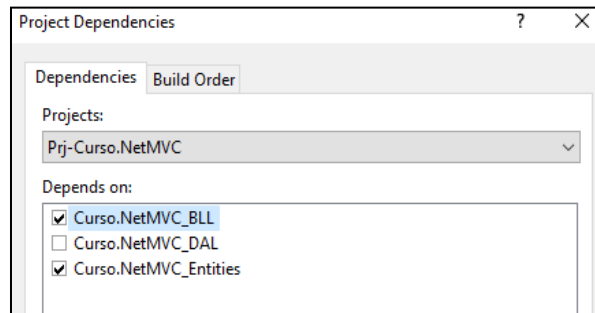 Project Dependencies ? ×
Dependencies Build Order
Projects:
Prj-Curso.NetMVC
Depends on:
Curso.NetMVC_BLL
Curso.NetMVC_DAL
Curso.NetMVC_Entities